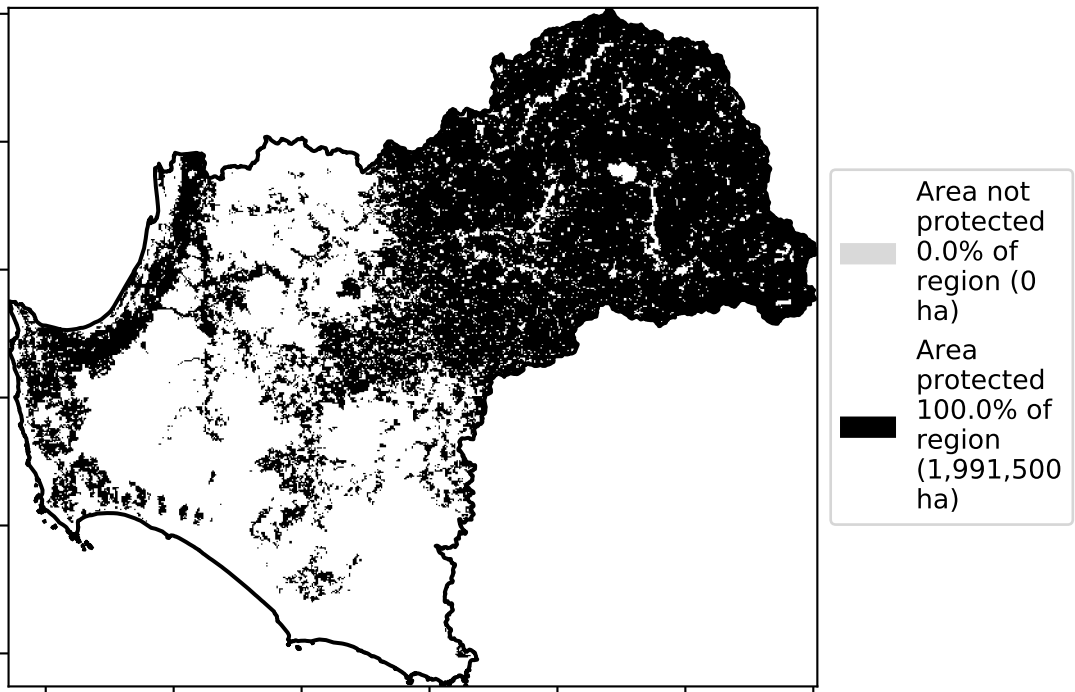 Area not
protected
0.0% of
region (0
ha)
Area
protected
100.0% of
region
(1,991,500
ha)